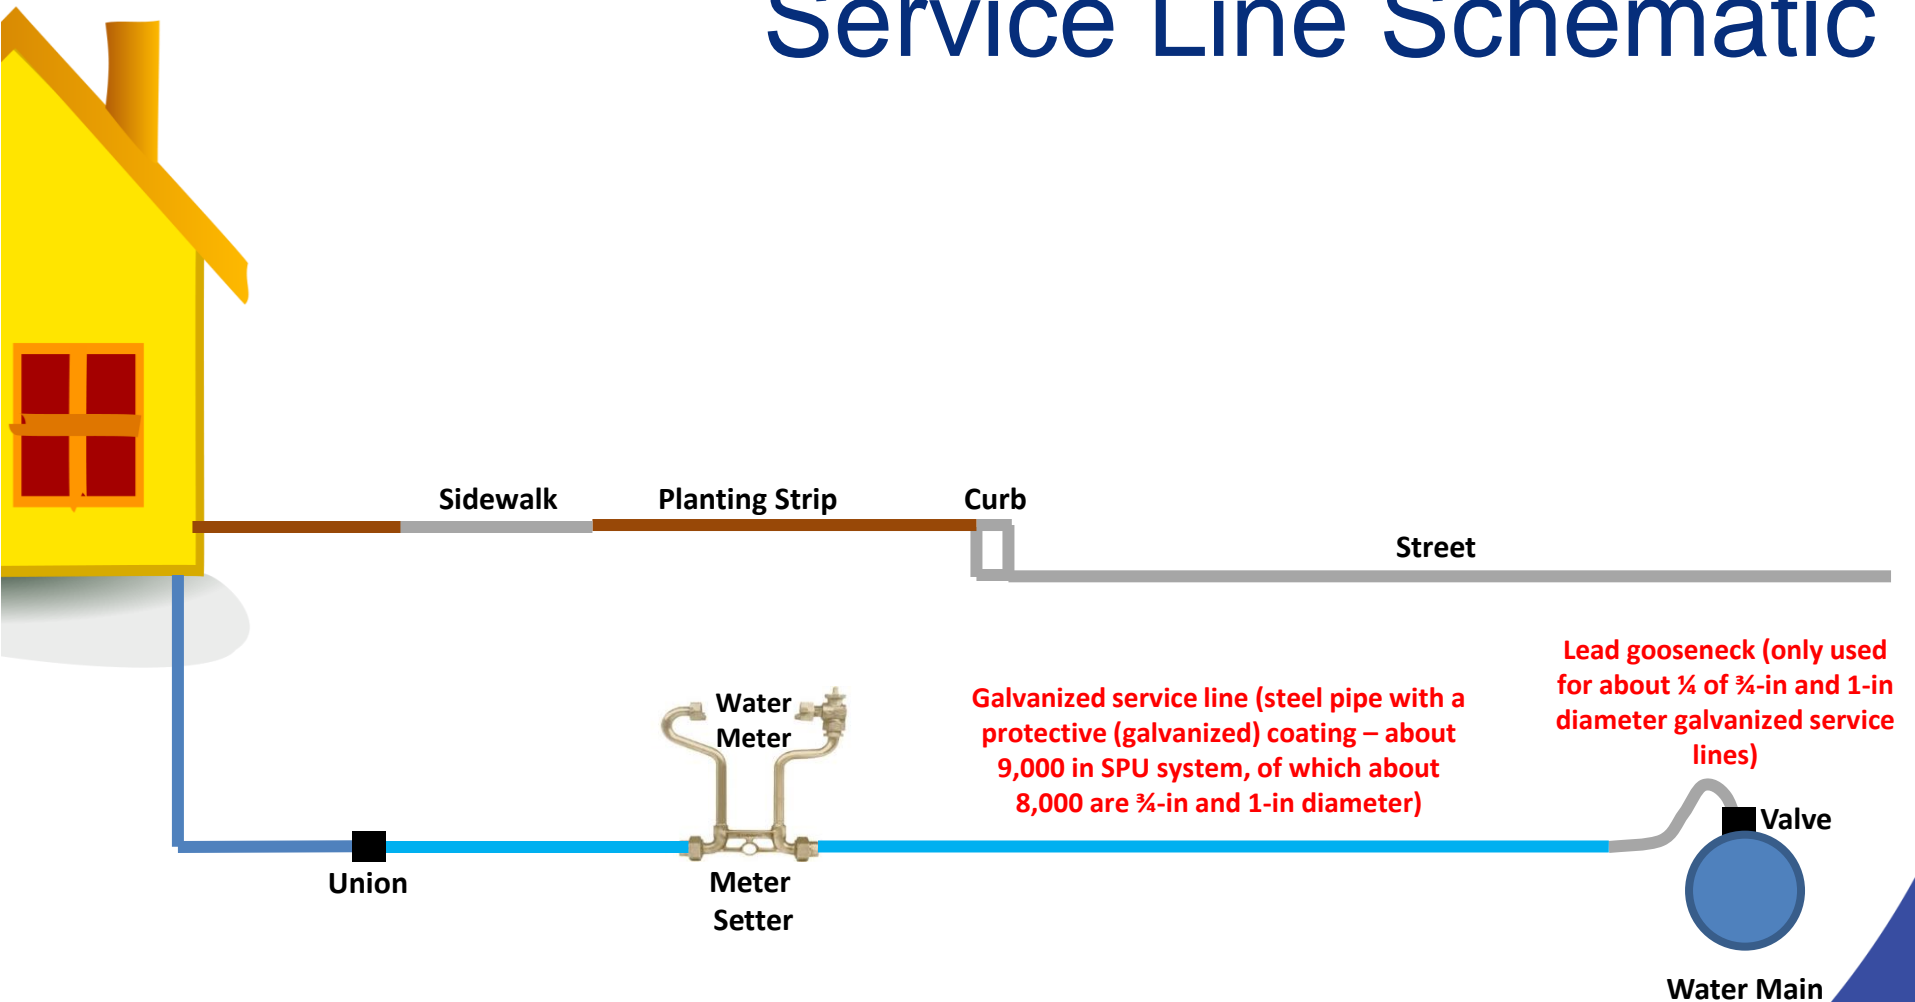 Service Line Schematic
Sidewalk
Planting Strip
Curb
Street
Lead gooseneck (only used
for about ¼ of ¾-in and 1-in
diameter galvanized service
lines)
Water
Meter
Galvanized service line (steel pipe with a
protective (galvanized) coating – about
9,000 in SPU system, of which about
8,000 are ¾-in and 1-in diameter)
Valve
Union
Meter
Setter
Water Main